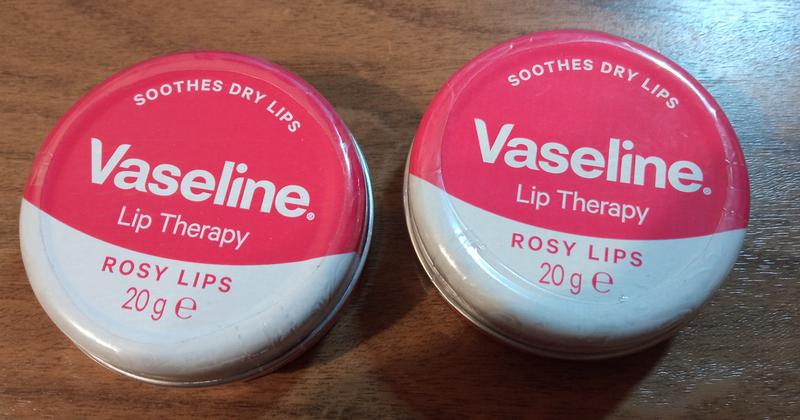 SOOTHES DRY LIPS
Vaseline®
Lip Therapy
ROSY LIPS
20 g ℮
SOOTHES DRY LIPS
Vaseline®
Lip Therapy
ROSY LIPS
20 g ℮